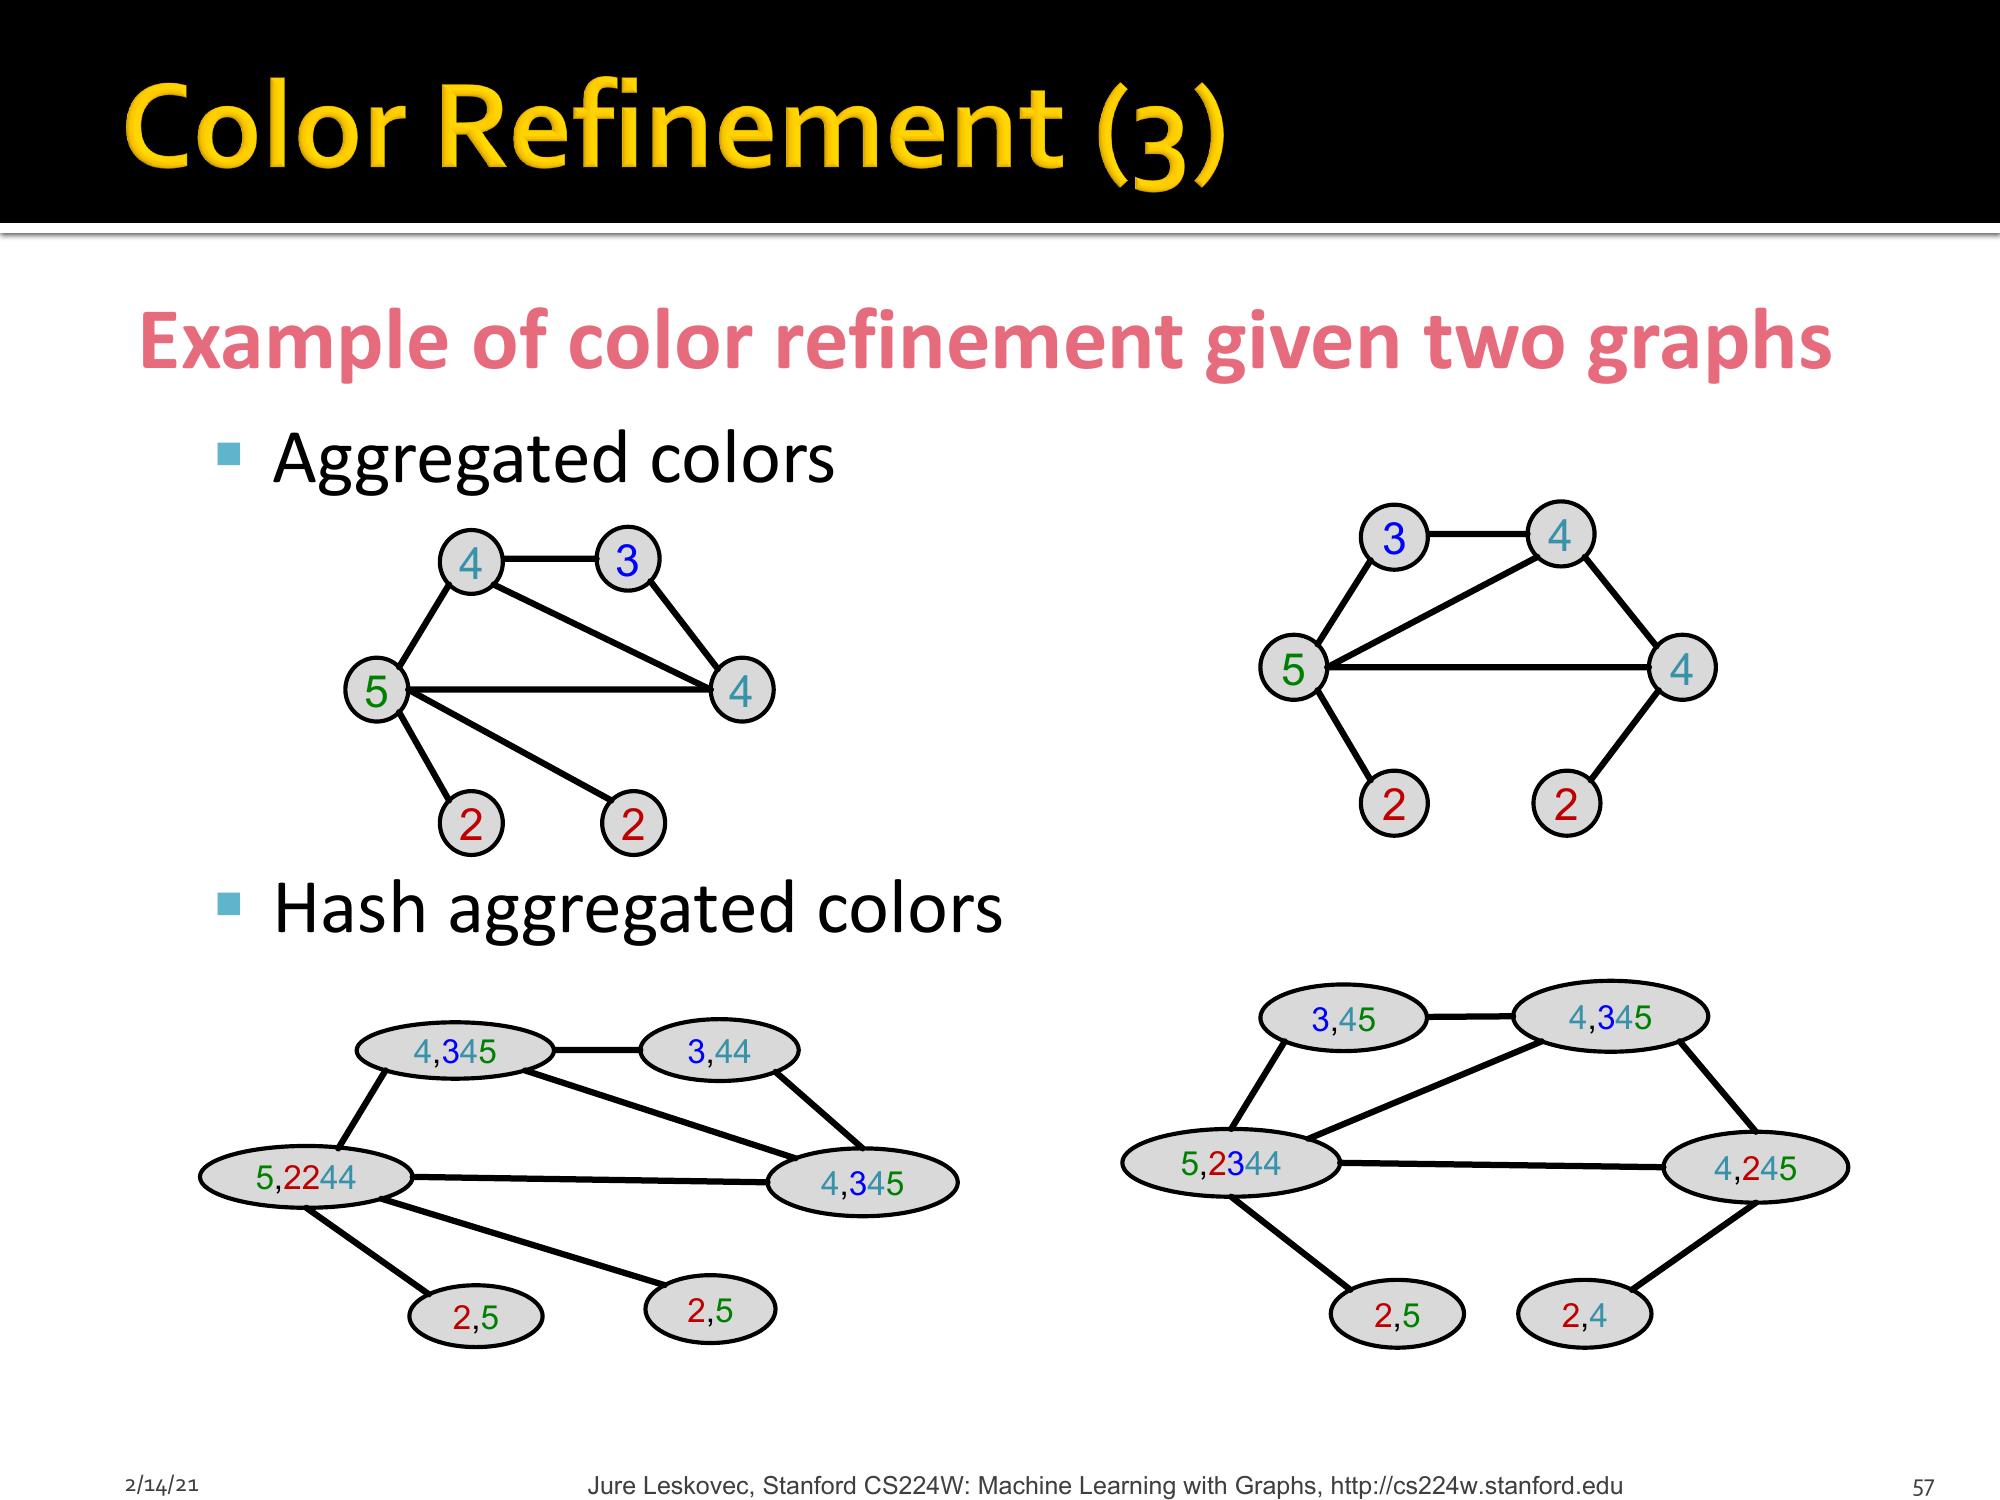 Color Refinement (3)
Example of color refinement given two graphs
Aggregated colors
4 3
5 4
2 2
3 4
5 4
2 2
Hash aggregated colors
4,345 3,44
5,2244 4,345
2,5 2,5
3,45 4,345
5,2344 4,245
2,5 2,4
2/14/21 Jure Leskovec, Stanford CS224W: Machine Learning with Graphs, http://cs224w.stanford.edu 57